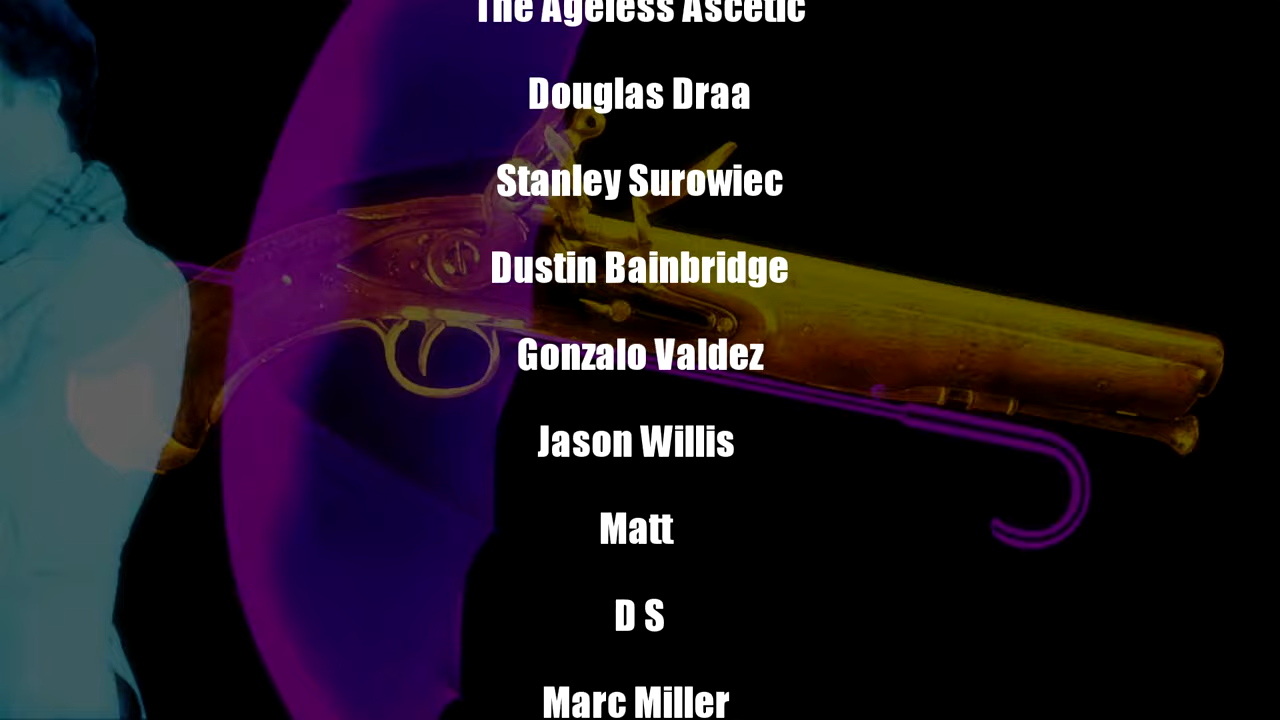 The Ageless Ascetic
Douglas Draa
Stanley Surowiec
Dustin Bainbridge
Gonzalo Valdez
Jason Willis
Matt
D S
Marc Miller